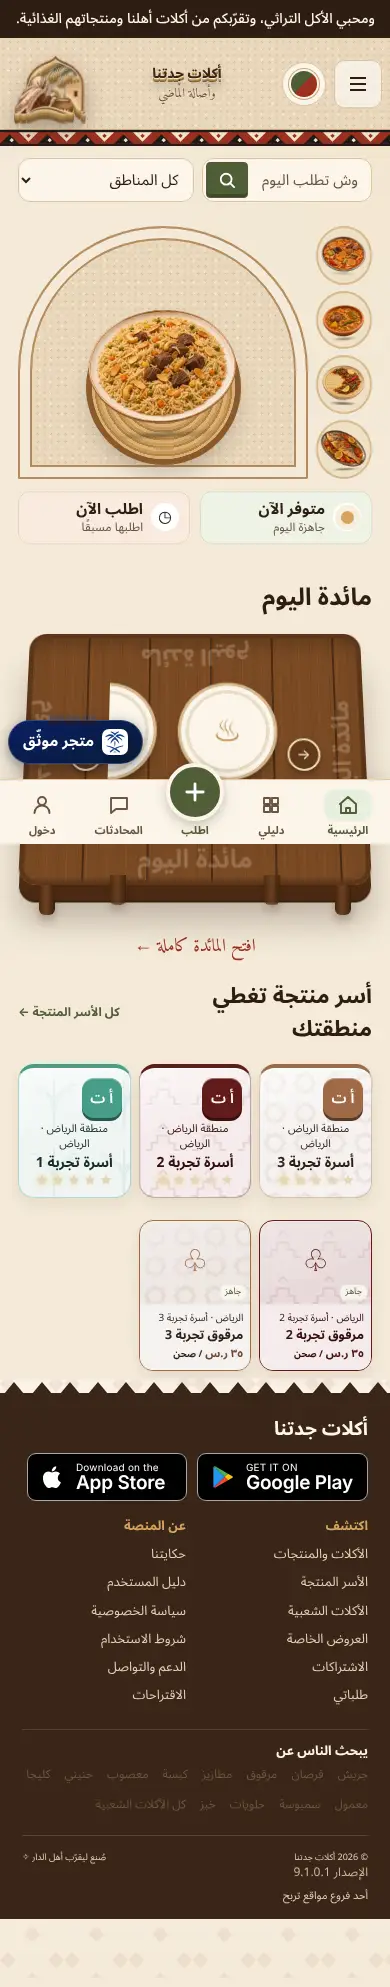 ومحبي الأكل التراثي، وتقرّبكم من أكلات أهلنا ومنتجاتهم الغذائية.
أكلات جدتنا
وأصالة الماضي
وش تطلب اليوم
كل المناطق
متوفر الآن
جاهزة اليوم
اطلب الآن
اطلبها مسبقًا
مائدة اليوم
مائدة اليوم
مائدة
متجر موثّق
الرئيسية
دليلي
اطلب
المحادثات
دخول
مائدة اليوم
افتح المائدة كاملة ←
أسر منتجة تغطي
منطقتك
كل الأسر المنتجة ←
أ ت
منطقة الرياض ·
الرياض
أسرة تجربة 3
أ ت
منطقة الرياض ·
الرياض
أسرة تجربة 2
أ ت
منطقة الرياض ·
الرياض
أسرة تجربة 1
جاهز
الرياض · أسرة تجربة 2
مرقوق تجربة 2
٣٥ ر.س / صحن
جاهز
الرياض · أسرة تجربة 3
مرقوق تجربة 3
٣٥ ر.س / صحن
أكلات جدتنا
GET IT ON
Google Play
Download on the
App Store
اكتشف
الأكلات والمنتجات
الأسر المنتجة
الأكلات الشعبية
العروض الخاصة
الاشتراكات
طلباتي
عن المنصة
حكايتنا
دليل المستخدم
سياسة الخصوصية
شروط الاستخدام
الدعم والتواصل
الاقتراحات
يبحث الناس عن
جريش قرصان مرقوق مطازيز كبسة معصوب حنيني كليجا
معمول سمبوسة حلويات خبز كل الأكلات الشعبية
© 2026 أكلات جدتنا
صُنع ليقرّب أهل الدار
الإصدار 9.1.0.1
أحد فروع مواقع تربح